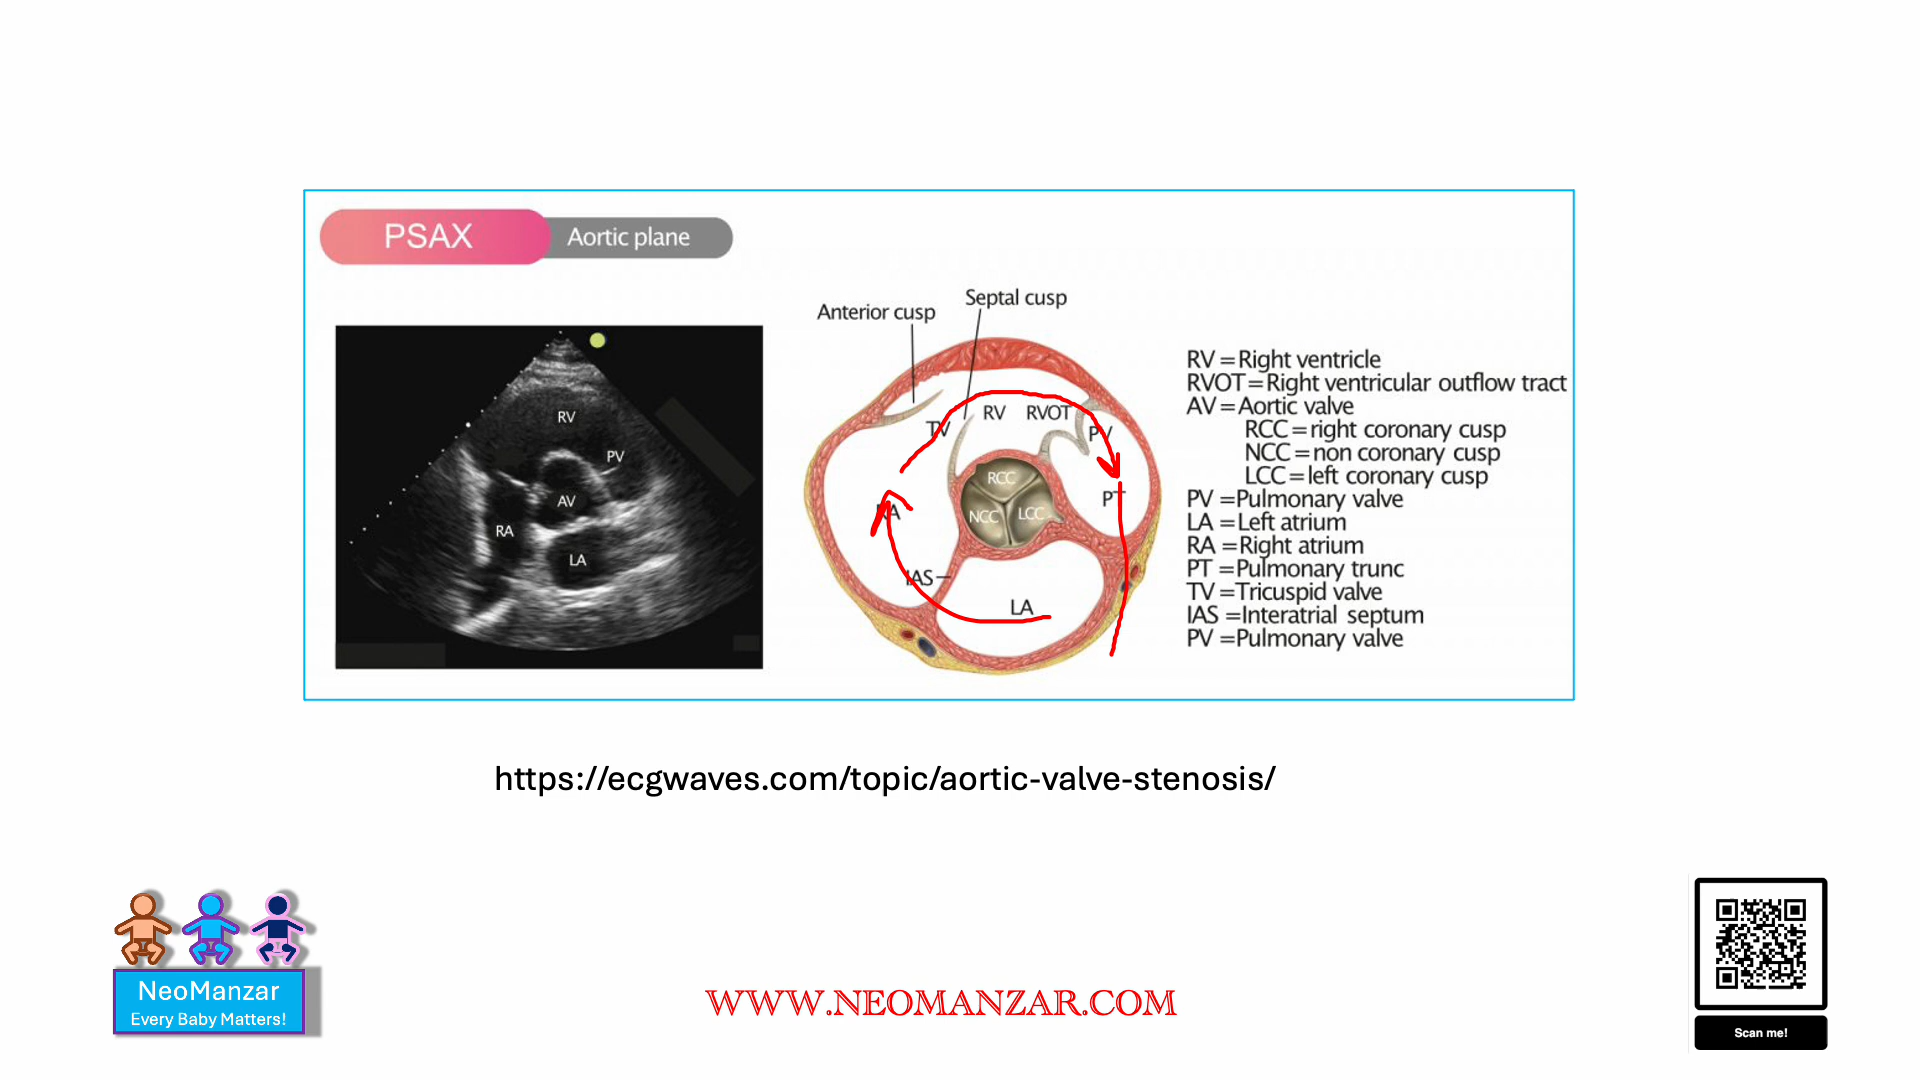 PSAX
Aortic plane
RV
PV
AV
RA
LA
Anterior cusp
Septal cusp
TV
RV
RVOT
PV
RCC
NCC
LCC
PT
RA
IAS
LA
RV =Right ventricle
RVOT=Right ventricular outflow tract
AV=Aortic valve
RCC=right coronary cusp
NCC =non coronary cusp
LCC=left coronary cusp
PV =Pulmonary valve
LA =Left atrium
RA =Right atrium
PT =Pulmonary trunc
TV =Tricuspid valve
IAS =Interatrial septum
PV =Pulmonary valve
https://ecgwaves.com/topic/aortic-valve-stenosis/
NeoManzar
Every Baby Matters!
WWW.NEOMANZAR.COM
Scan me!